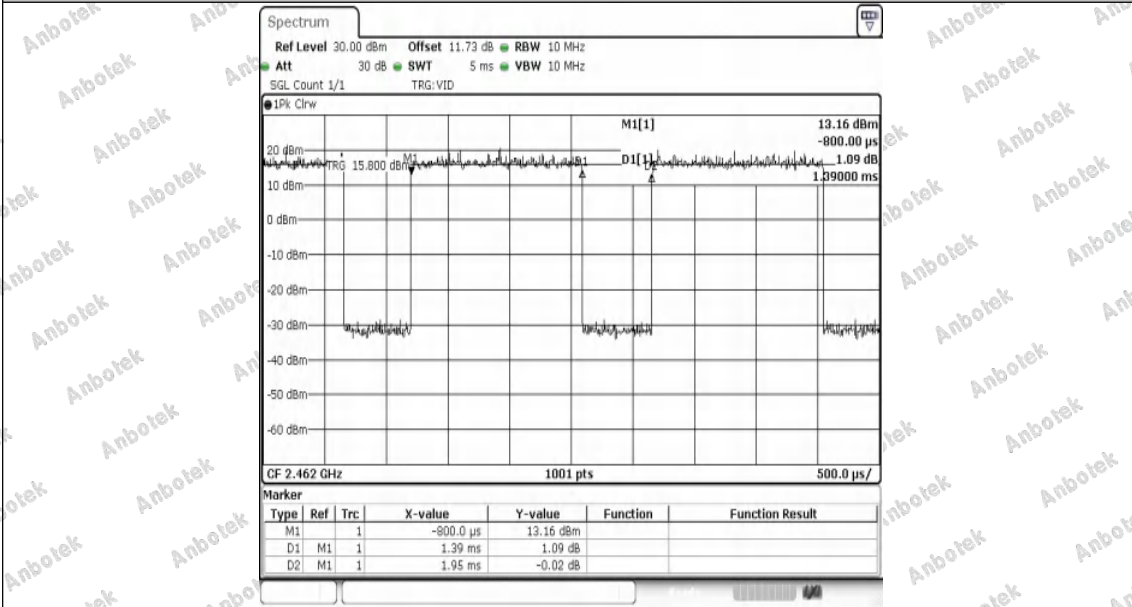 Spectrum
Ref Level 30.00 dBm Offset 11.73 dB RBW 10 MHz
Att 30 dB SWT 5 ms VBW 10 MHz
SGL Count 1/1 TRG:VID
1Pk Clrw
M1[1] 13.16 dBm
-800.00 µs
20 dBm
TRG 15.800 dBm
M1
D1
D1[1] 1.09 dB
1.39000 ms
10 dBm
0 dBm
-10 dBm
-20 dBm
-30 dBm
-40 dBm
-50 dBm
-60 dBm
CF 2.462 GHz 1001 pts 500.0 µs/
Marker
Type Ref Trc X-value Y-value Function Function Result
M1 1 -800.0 µs 13.16 dBm
D1 M1 1 1.39 ms 1.09 dB
D2 M1 1 1.95 ms -0.02 dB
Anbotek